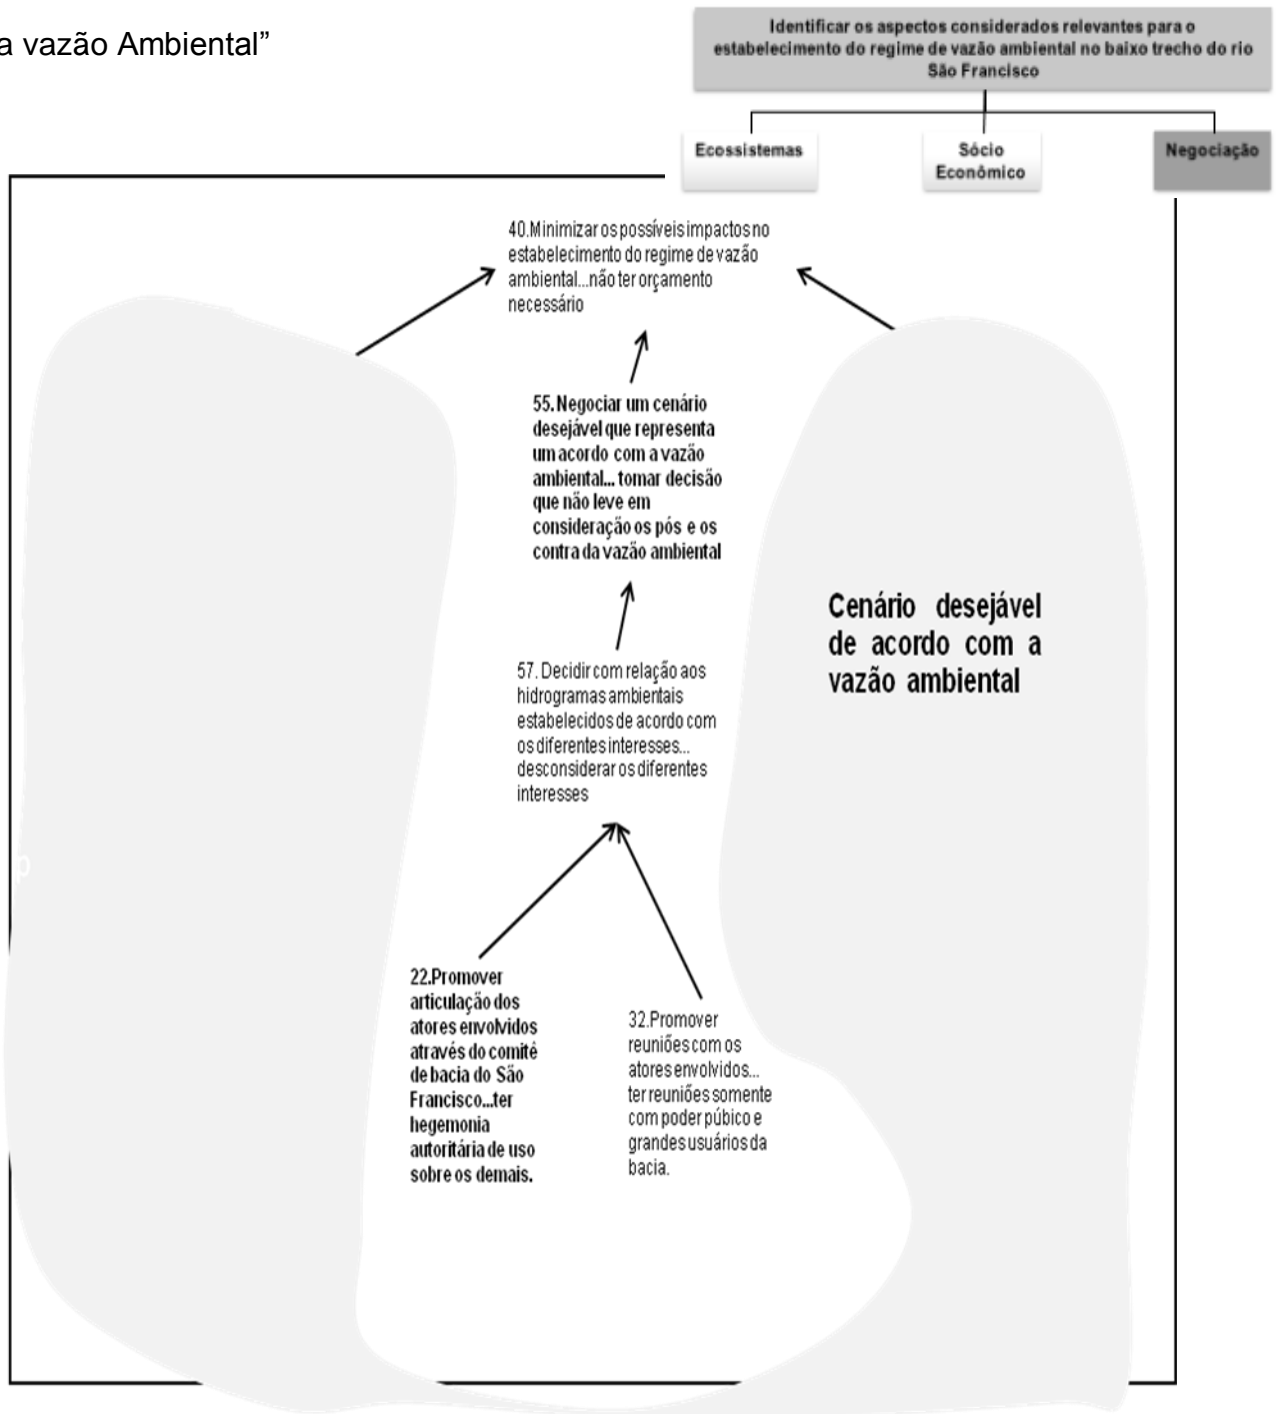 a vazão Ambiental”
Identificar os aspectos considerados relevantes para o
estabelecimento do regime de vazão ambiental no baixo trecho do rio
São Francisco
Ecossistemas
Sócio
Econômico
Negociação
40.Minimizar os possíveis impactos no
estabelecimento do regime de vazão
ambiental...não ter orçamento
necessário
55. Negociar um cenário
desejável que representa
um acordo com a vazão
ambiental... tomar decisão
que não leve em
consideração os pós e os
contra da vazão ambiental
57. Decidir com relação aos
hidrogramas ambientais
estabelecidos de acordo com
os diferentes interesses...
desconsiderar os diferentes
interesses
Cenário desejável
de acordo com a
vazão ambiental
p
22.Promover
articulação dos
atores envolvidos
através do comitê
de bacia do São
Francisco...ter
hegemonia
autoritária de uso
sobre os demais.
32.Promover
reuniões com os
atores envolvidos...
ter reuniões somente
com poder púbico e
grandes usuários da
bacia.